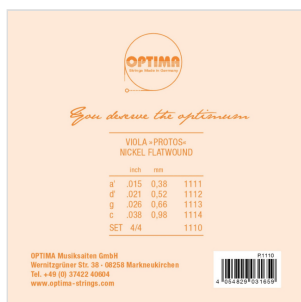 OPTIMA
Strings Made in Germany
You deserve the optimum
VIOLA »PROTOS«
NICKEL FLATWOUND
inch mm
a' .015 0,38 1111
d' .021 0,52 1112
g .026 0,66 1113
c .038 0,98 1114
SET 4/4 1110
OPTIMA Musiksaiten GmbH
Wernitzgrüner Str. 38 - 08258 Markneukirchen
Tel. +49 (0) 37422 40604
www.optima-strings.com
P.1110
4 054829 031659